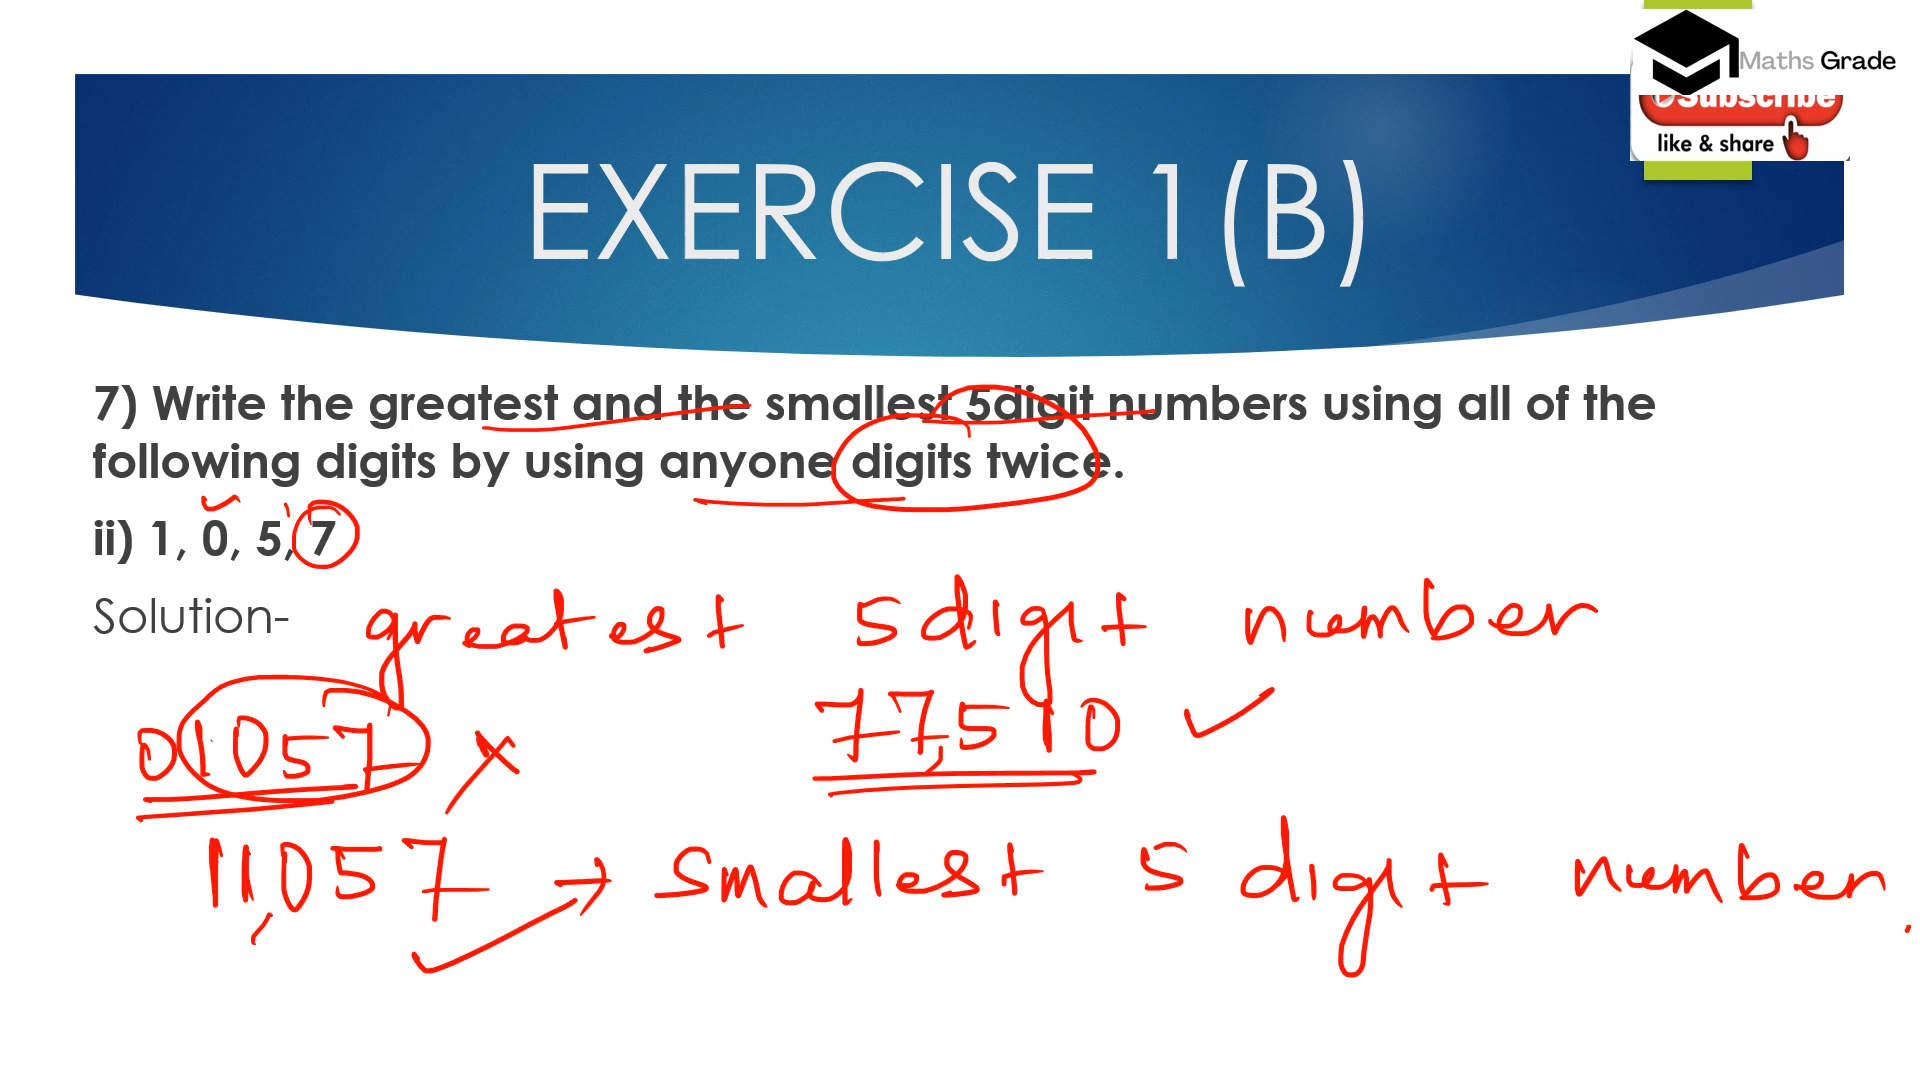 Maths Grade
Subscribe
like & share
EXERCISE 1(B)
7) Write the greatest and the smallest 5digit numbers using all of the
following digits by using anyone digits twice.
ii) 1, 0, 5, 7
Solution- greatest 5 digit number
01057 × 77,510 ✓
11,057 → smallest 5 digit number.